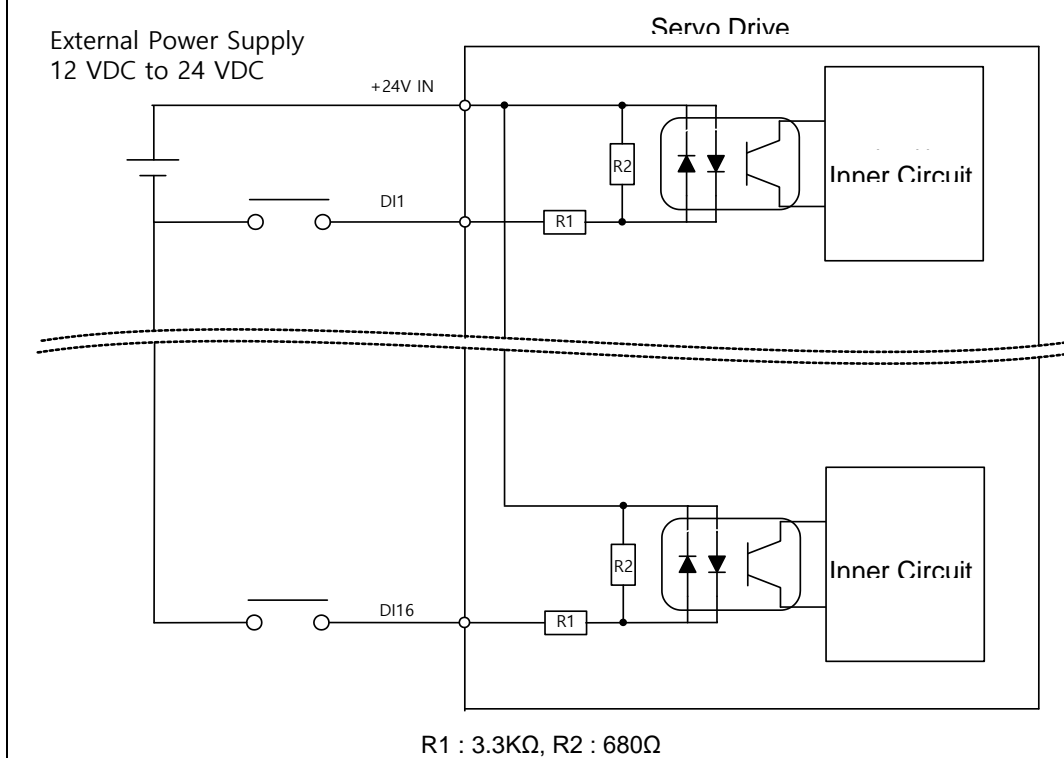 Servo Drive
External Power Supply
12 VDC to 24 VDC
+24V IN
R2
Inner Circuit
DI1
R1
R2
Inner Circuit
DI16
R1
R1 : 3.3KΩ, R2 : 680Ω